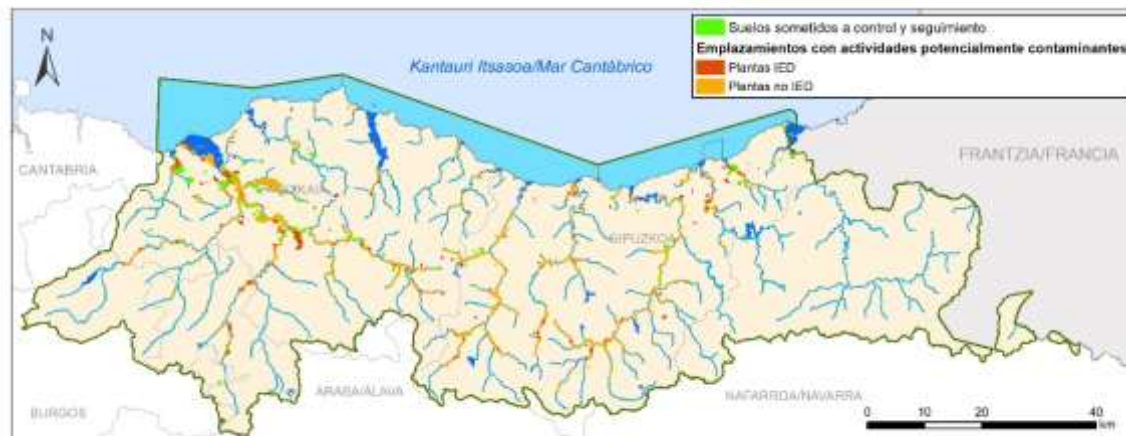 N
Suelos sometidos a control y seguimiento
Emplazamientos con actividades potencialmente contaminantes
Plantas IED
Plantas no IED
Kantauri Itsasoa/Mar Cantábrico
CANTABRIA
FRANTZIA/FRANCIA
BIZKAIA
GIPUZKOA
ARABA/ALAVA
NAFARROA/NAVARRA
BURGOS
0 10 20 40
km